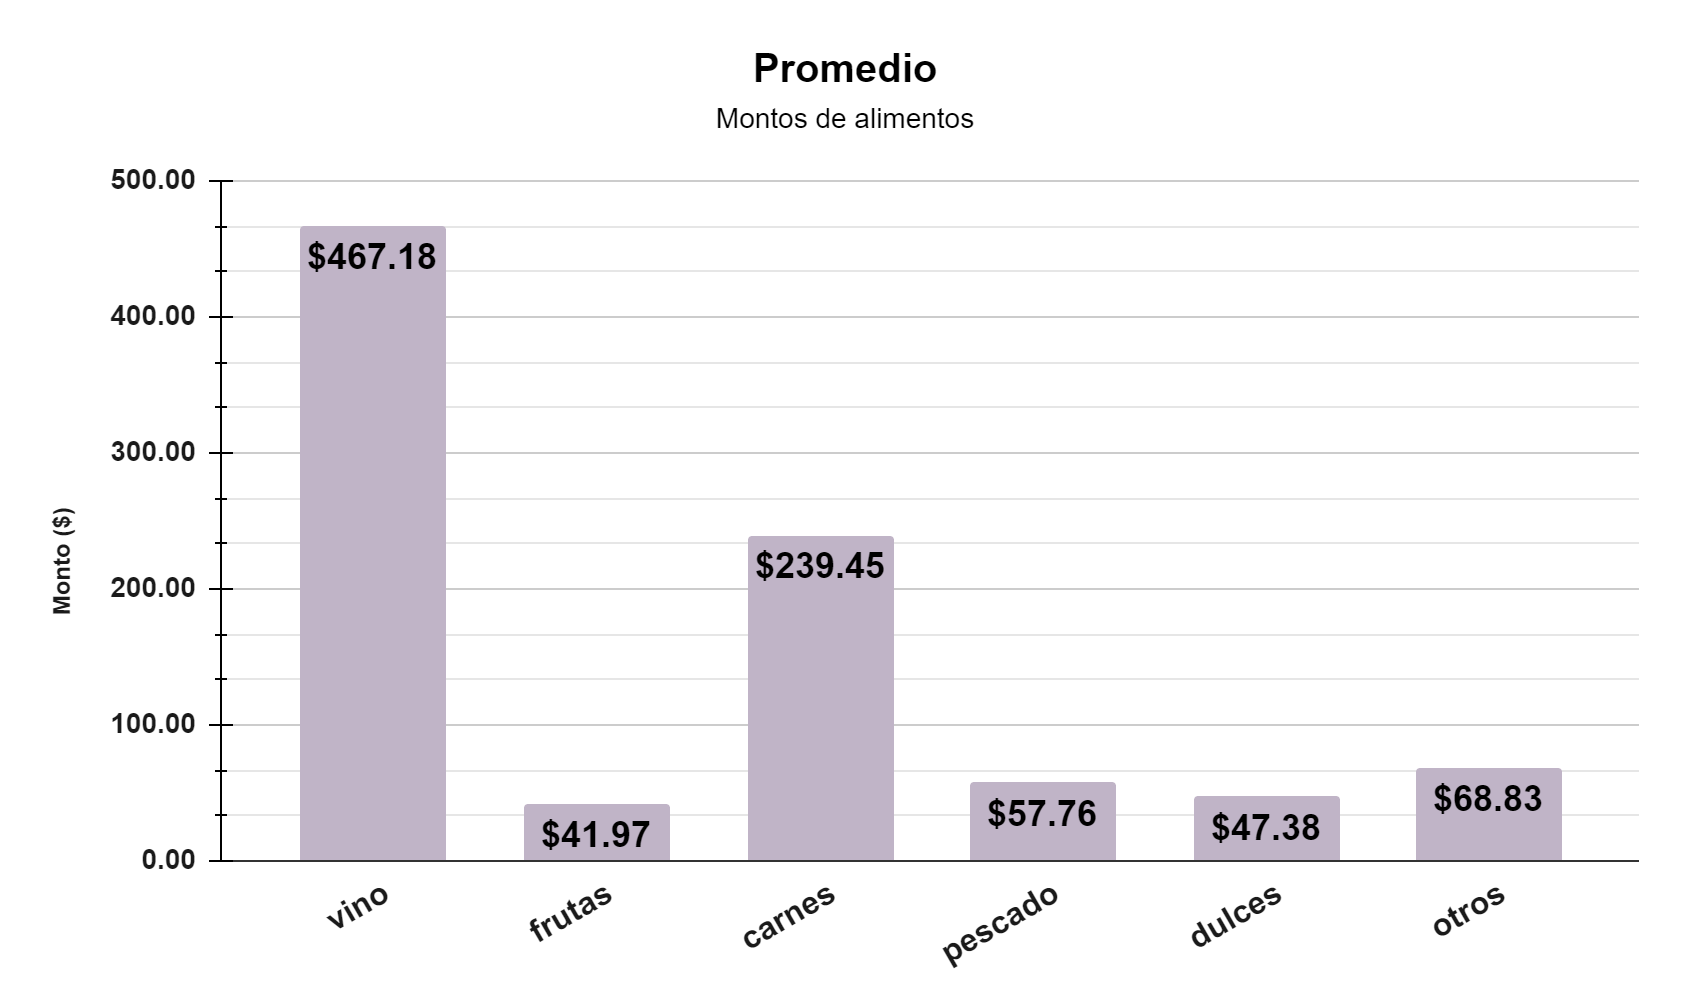 Promedio
Montos de alimentos
500.00
400.00
300.00
200.00
100.00
0.00
Monto ($)
$467.18
$41.97
$239.45
$57.76
$47.38
$68.83
vino
frutas
carnes
pescado
dulces
otros